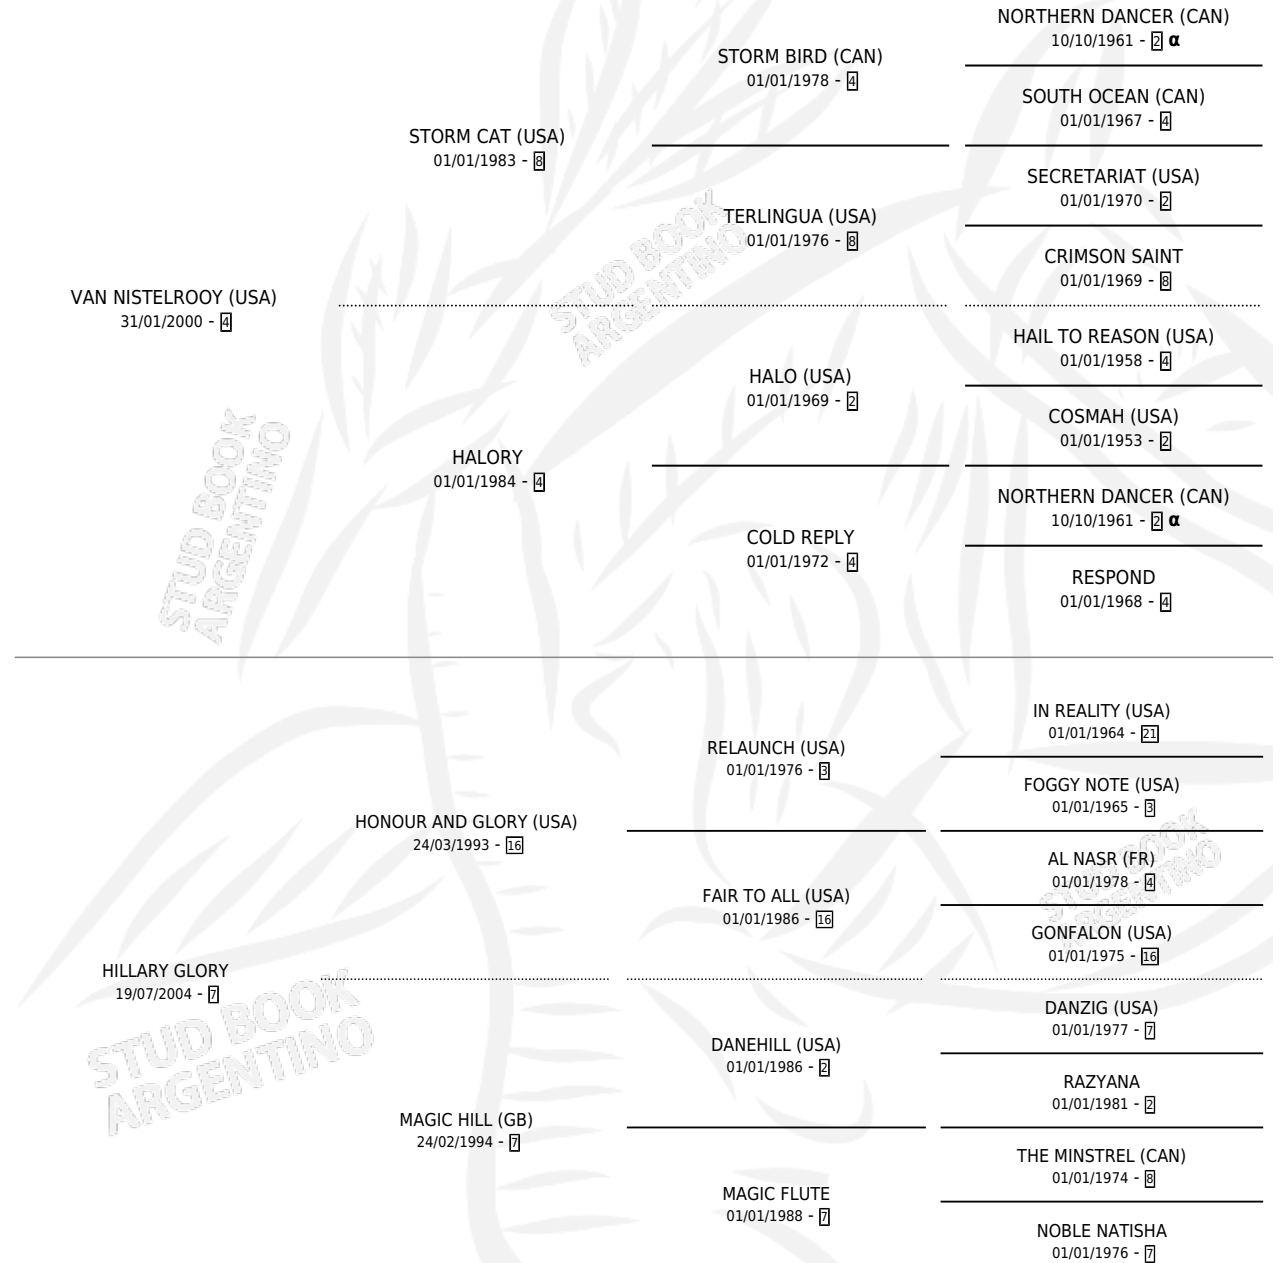 NORTHERN DANCER (CAN)
10/10/1961 - 2 α
STORM BIRD (CAN)
01/01/1978 - 4
SOUTH OCEAN (CAN)
01/01/1967 - 4
STORM CAT (USA)
01/01/1983 - 8
SECRETARIAT (USA)
01/01/1970 - 2
TERLINGUA (USA)
01/01/1976 - 8
CRIMSON SAINT
01/01/1969 - 8
VAN NISTELROOY (USA)
31/01/2000 - 4
HAIL TO REASON (USA)
01/01/1958 - 4
HALO (USA)
01/01/1969 - 2
COSMAH (USA)
01/01/1953 - 2
HALORY
01/01/1984 - 4
NORTHERN DANCER (CAN)
10/10/1961 - 2 α
COLD REPLY
01/01/1972 - 4
RESPOND
01/01/1968 - 4
IN REALITY (USA)
01/01/1964 - 21
RELAUNCH (USA)
01/01/1976 - 3
FOGGY NOTE (USA)
01/01/1965 - 3
HONOUR AND GLORY (USA)
24/03/1993 - 16
AL NASR (FR)
01/01/1978 - 4
FAIR TO ALL (USA)
01/01/1986 - 16
GONFALON (USA)
01/01/1975 - 16
HILLARY GLORY
19/07/2004 - 7
DANZIG (USA)
01/01/1977 - 7
DANEHILL (USA)
01/01/1986 - 2
RAZYANA
01/01/1981 - 2
MAGIC HILL (GB)
24/02/1994 - 7
THE MINSTREL (CAN)
01/01/1974 - 8
MAGIC FLUTE
01/01/1988 - 7
NOBLE NATISHA
01/01/1976 - 7
STUD BOOK
ARGENTINO
STUD BOOK
ARGENTINO
STUD BOOK
ARGENTINO
STUD BOOK
ARGENTINO